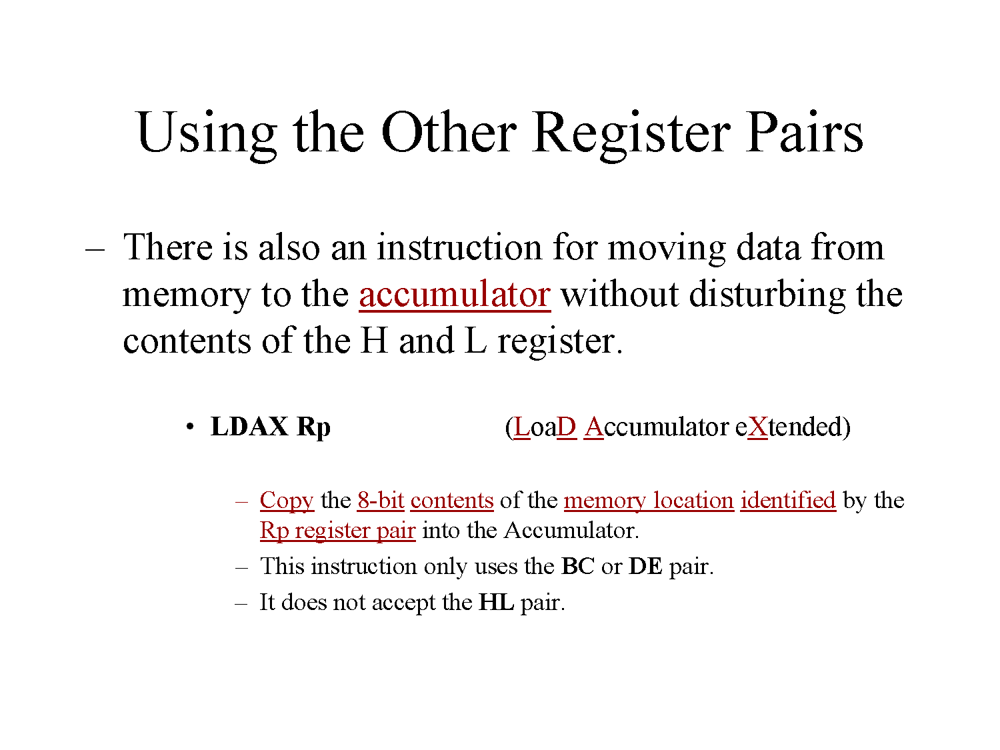 Using the Other Register Pairs
– There is also an instruction for moving data from
memory to the accumulator without disturbing the
contents of the H and L register.
• LDAX Rp (LoaD Accumulator eXtended)
– Copy the 8-bit contents of the memory location identified by the
Rp register pair into the Accumulator.
– This instruction only uses the BC or DE pair.
– It does not accept the HL pair.